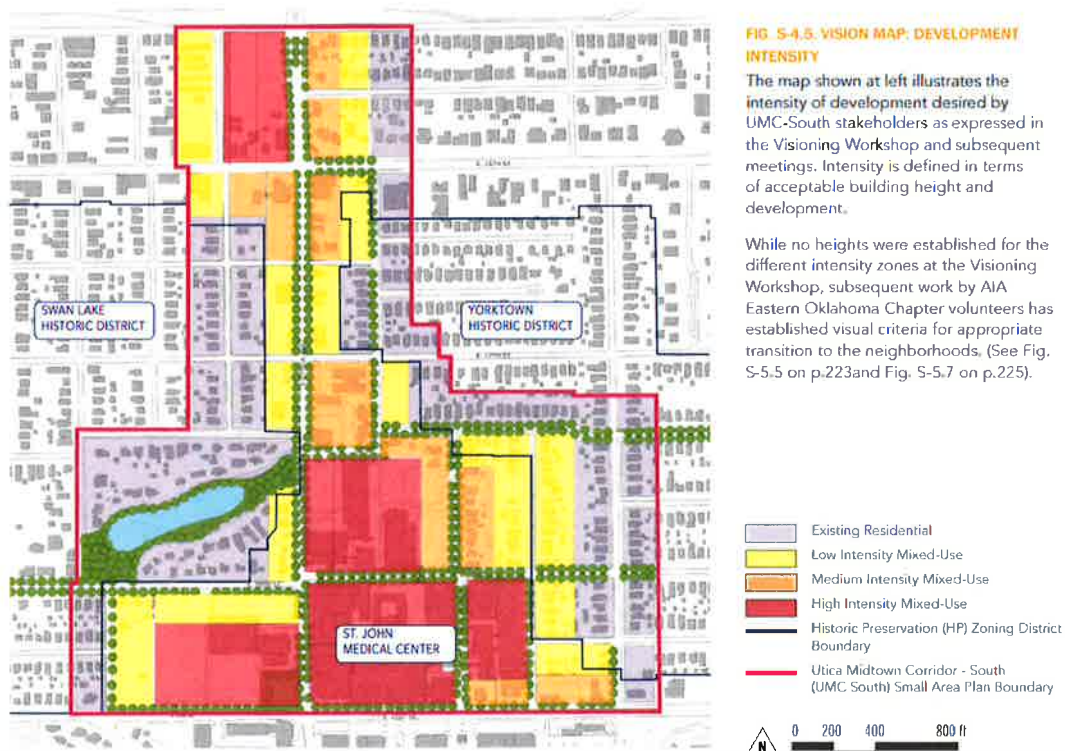 FIG S-4.5. VISION MAP: DEVELOPMENT
INTENSITY
The map shown at left illustrates the
intensity of development desired by
UMC-South stakeholders as expressed in
the Visioning Workshop and subsequent
meetings. Intensity is defined in terms
of acceptable building height and
development.
While no heights were established for the
different intensity zones at the Visioning
Workshop, subsequent work by AIA
Eastern Oklahoma Chapter volunteers has
established visual criteria for appropriate
transition to the neighborhoods. (See Fig.
S-5.5 on p.223and Fig. S-5.7 on p.225).
SWAN LAKE
HISTORIC DISTRICT
YORKTOWN
HISTORIC DISTRICT
ST. JOHN
MEDICAL CENTER
Existing Residential
Low Intensity Mixed-Use
Medium Intensity Mixed-Use
High Intensity Mixed-Use
Historic Preservation (HP) Zoning District
Boundary
Utica Midtown Corridor - South
(UMC South) Small Area Plan Boundary
N
0 200 400 800 ft